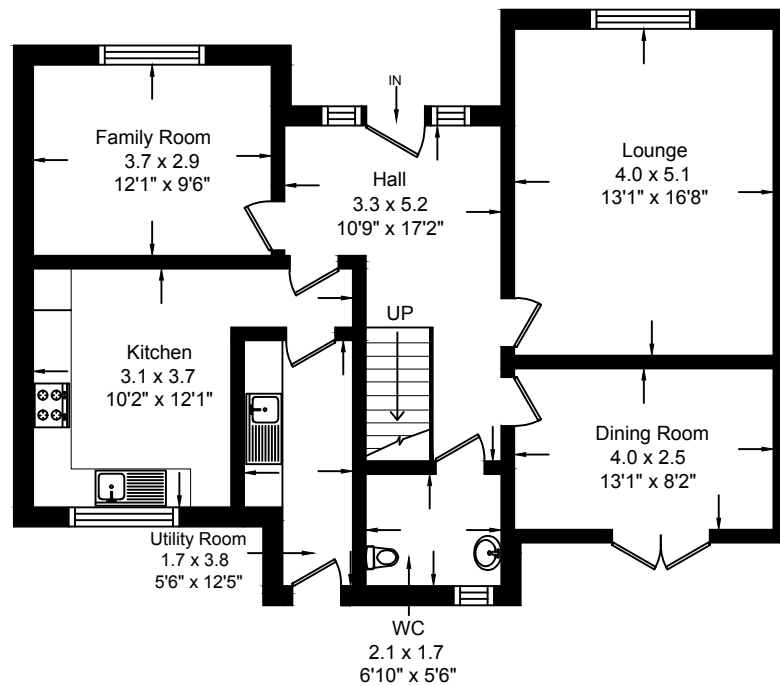 IN
Family Room
3.7 x 2.9
12'1" x 9'6"
Hall
3.3 x 5.2
10'9" x 17'2"
Lounge
4.0 x 5.1
13'1" x 16'8"
UP
Kitchen
3.1 x 3.7
10'2" x 12'1"
Dining Room
4.0 x 2.5
13'1" x 8'2"
Utility Room
1.7 x 3.8
5'6" x 12'5"
WC
2.1 x 1.7
6'10" x 5'6"